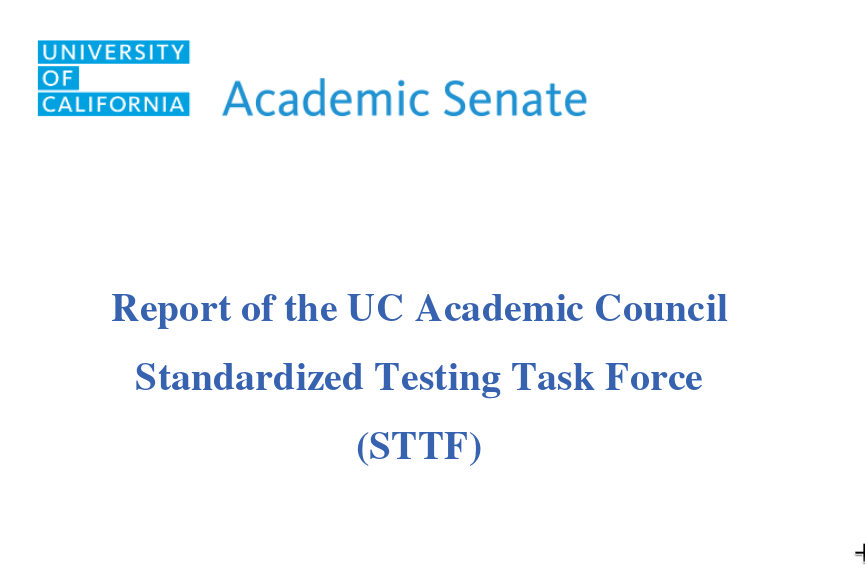 UNIVERSITY
OF
CALIFORNIA
Academic Senate
Report of the UC Academic Council
Standardized Testing Task Force
(STTF)